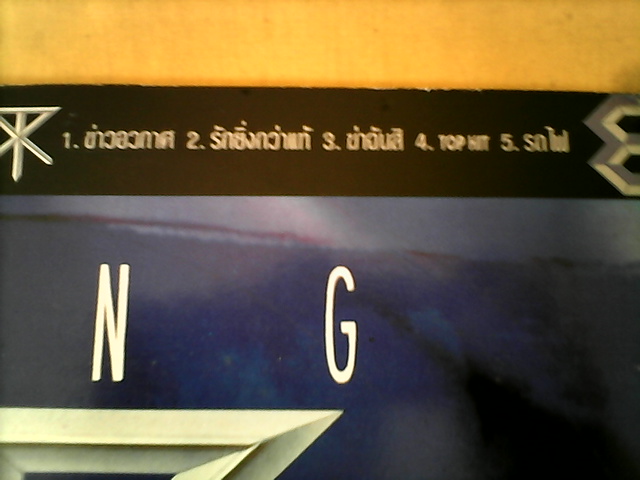 1. ข่าวอวกาศ 2. รักยิ่งกว่าแท้ 3. ฆ่าฉันสิ 4. TOP HIT 5. รถไฟ
N G